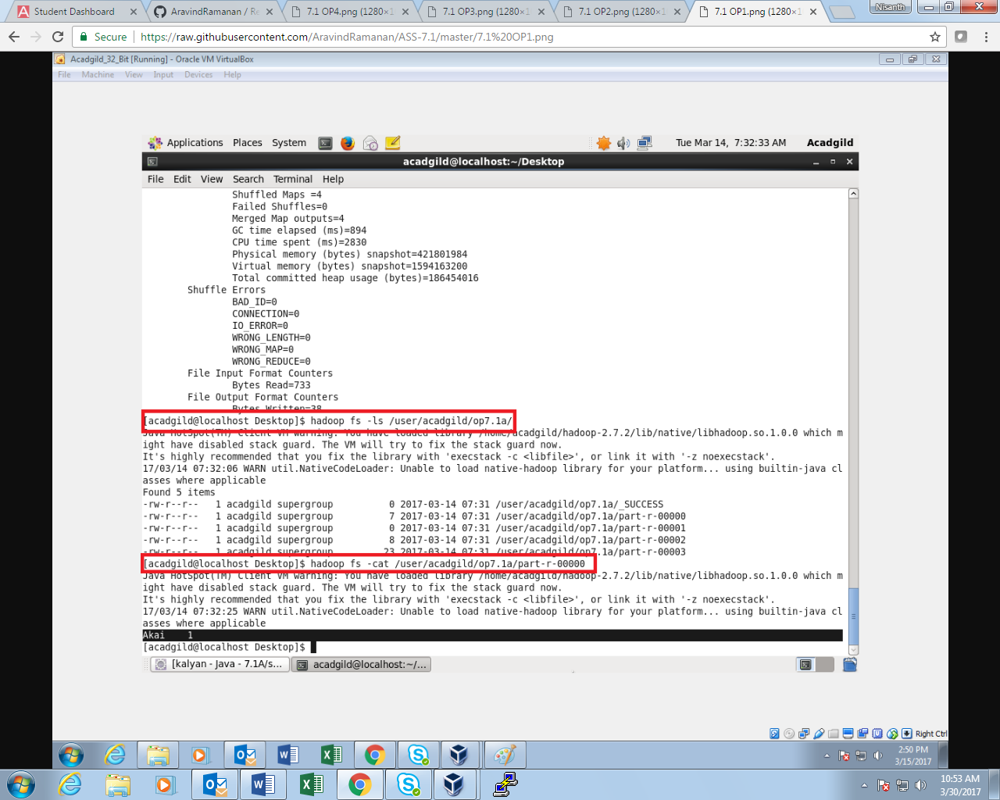 Student Dashboard
AravindRamanan / Re
7.1 OP4.png (1280×1
7.1 OP3.png (1280×1
7.1 OP2.png (1280×1
7.1 OP1.png (1280×1
Nisanth
Secure
https://raw.githubusercontent.com/AravindRamanan/ASS-7.1/master/7.1%20OP1.png
Acadgild_32_Bit [Running] - Oracle VM VirtualBox
File Machine View Input Devices Help
Applications Places System
Tue Mar 14, 7:32:33 AM Acadgild
acadgild@localhost:~/Desktop
File Edit View Search Terminal Help
Shuffled Maps =4
Failed Shuffles=0
Merged Map outputs=4
GC time elapsed (ms)=894
CPU time spent (ms)=2830
Physical memory (bytes) snapshot=421801984
Virtual memory (bytes) snapshot=1594163200
Total committed heap usage (bytes)=186454016
Shuffle Errors
BAD_ID=0
CONNECTION=0
IO_ERROR=0
WRONG_LENGTH=0
WRONG_MAP=0
WRONG_REDUCE=0
File Input Format Counters
Bytes Read=733
File Output Format Counters
Bytes Written=38
[acadgild@localhost Desktop]$ hadoop fs -ls /user/acadgild/op7.1a/
Java HotSpot(TM) Client VM warning: You have loaded library /home/acadgild/hadoop-2.7.2/lib/native/libhadoop.so.1.0.0 which m
ight have disabled stack guard. The VM will try to fix the stack guard now.
It's highly recommended that you fix the library with 'execstack -c <libfile>', or link it with '-z noexecstack'.
17/03/14 07:32:06 WARN util.NativeCodeLoader: Unable to load native-hadoop library for your platform... using builtin-java cl
asses where applicable
Found 5 items
-rw-r--r-- 1 acadgild supergroup 0 2017-03-14 07:31 /user/acadgild/op7.1a/_SUCCESS
-rw-r--r-- 1 acadgild supergroup 7 2017-03-14 07:31 /user/acadgild/op7.1a/part-r-00000
-rw-r--r-- 1 acadgild supergroup 0 2017-03-14 07:31 /user/acadgild/op7.1a/part-r-00001
-rw-r--r-- 1 acadgild supergroup 8 2017-03-14 07:31 /user/acadgild/op7.1a/part-r-00002
-rw-r--r-- 1 acadgild supergroup 23 2017-03-14 07:31 /user/acadgild/op7.1a/part-r-00003
[acadgild@localhost Desktop]$ hadoop fs -cat /user/acadgild/op7.1a/part-r-00000
Java HotSpot(TM) Client VM warning: You have loaded library /home/acadgild/hadoop-2.7.2/lib/native/libhadoop.so.1.0.0 which m
ight have disabled stack guard. The VM will try to fix the stack guard now.
It's highly recommended that you fix the library with 'execstack -c <libfile>', or link it with '-z noexecstack'.
17/03/14 07:32:25 WARN util.NativeCodeLoader: Unable to load native-hadoop library for your platform... using builtin-java cl
asses where applicable
Akai 1
[acadgild@localhost Desktop]$
[kalyan - Java - 7.1A/s...
acadgild@localhost:~/...
Right Ctrl
2:50 PM
3/15/2017
10:53 AM
3/30/2017